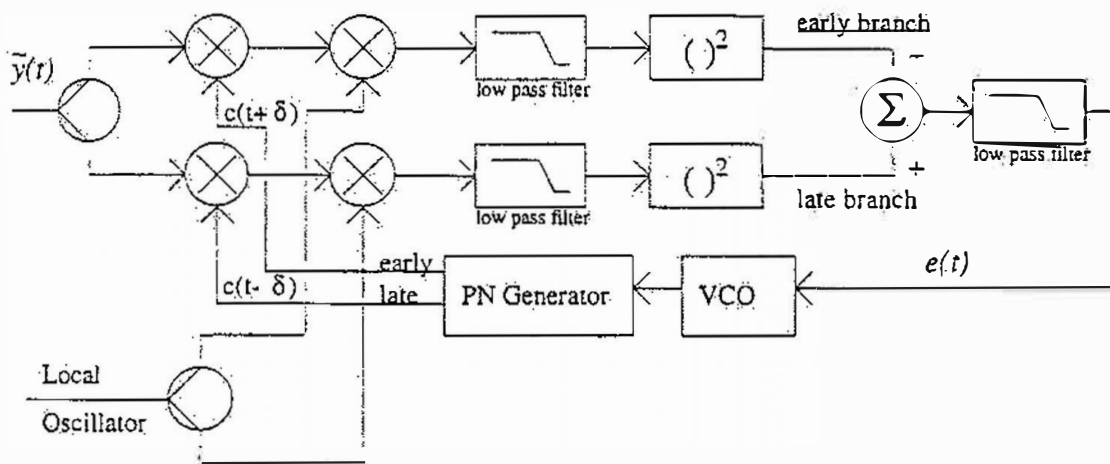 ỹ(t)
c(t+ δ)
low pass filter
( )²
early branch
−
Σ
low pass filter
+
c(t- δ)
low pass filter
( )²
late branch
early
late
PN Generator
VCO
e(t)
Local
Oscillator